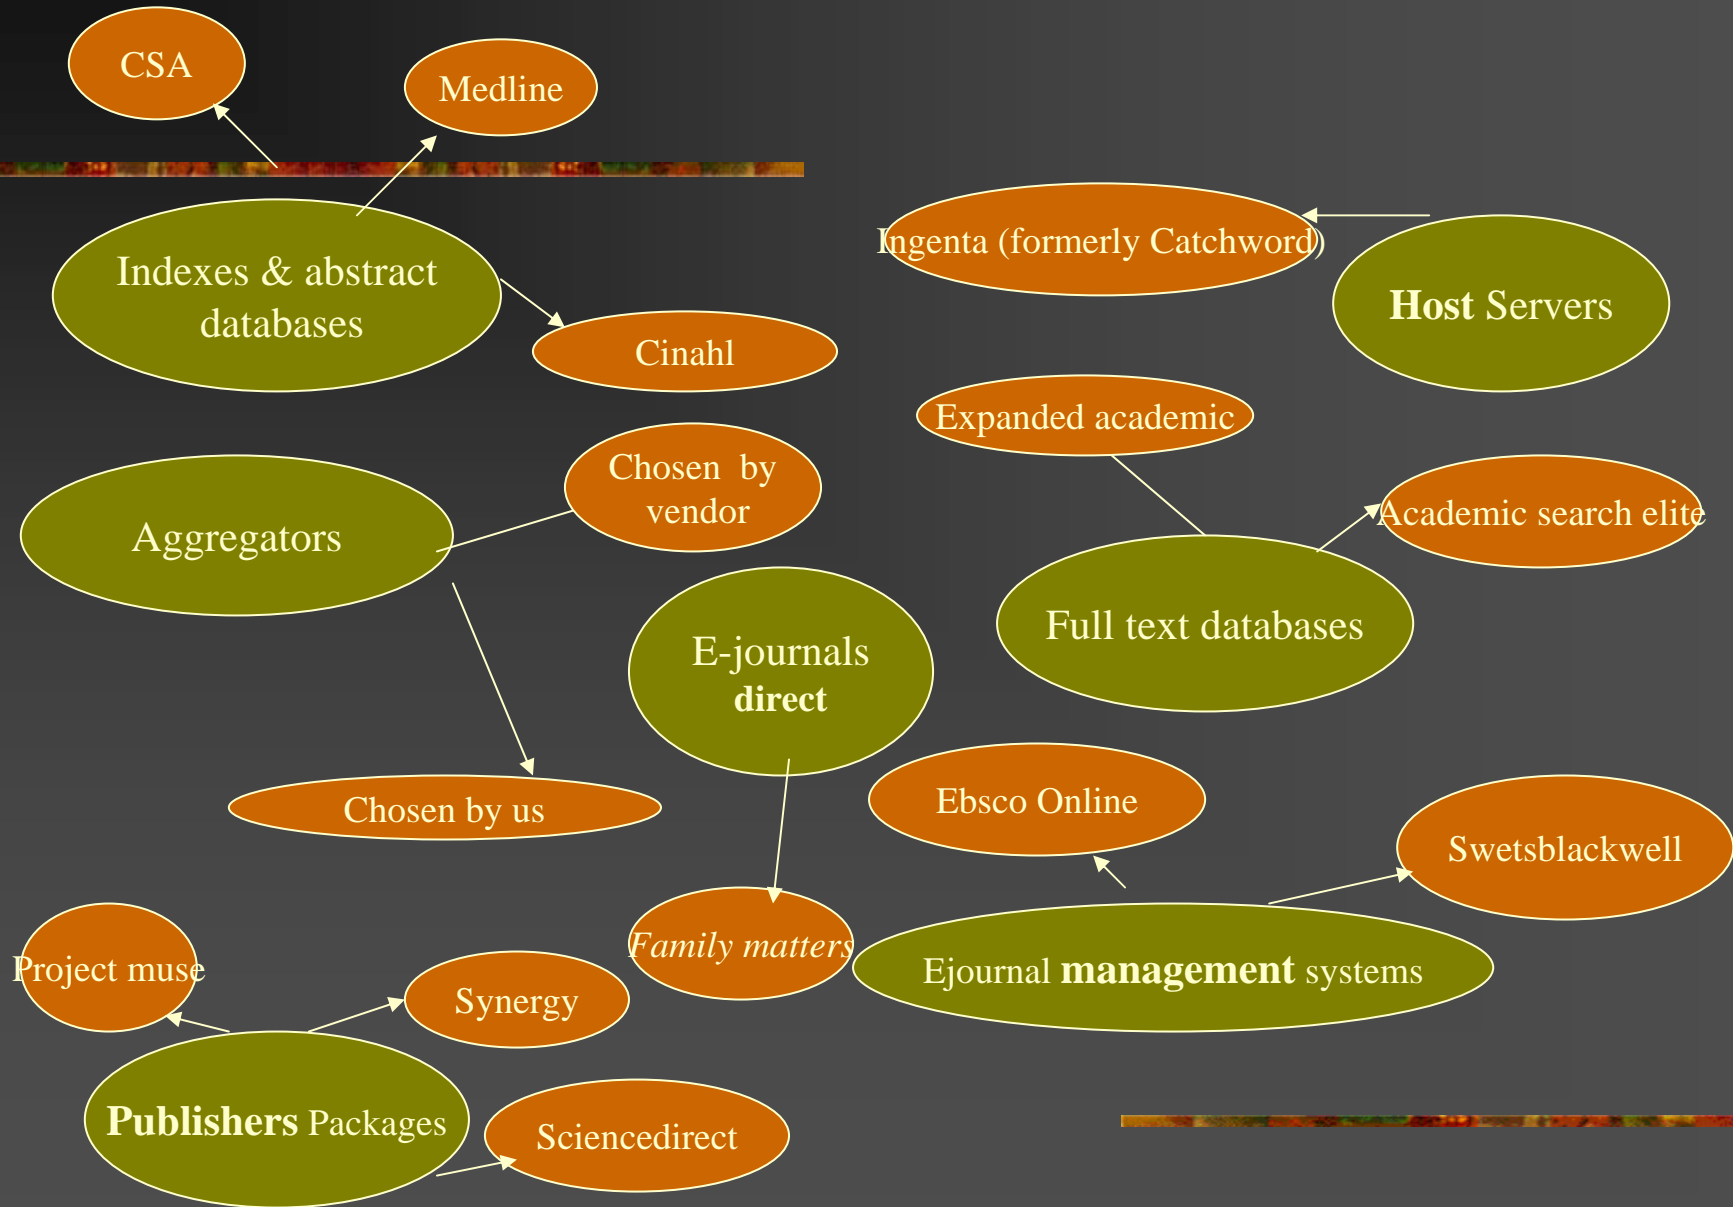 CSA
Medline
Indexes & abstract
databases
Cinahl
Ingenta (formerly Catchword)
Host Servers
Expanded academic
Academic search elite
Full text databases
Chosen by
vendor
Aggregators
Chosen by us
E-journals
direct
Family matters
Ebsco Online
Swetsblackwell
Ejournal management systems
Project muse
Synergy
Publishers Packages
Sciencedirect